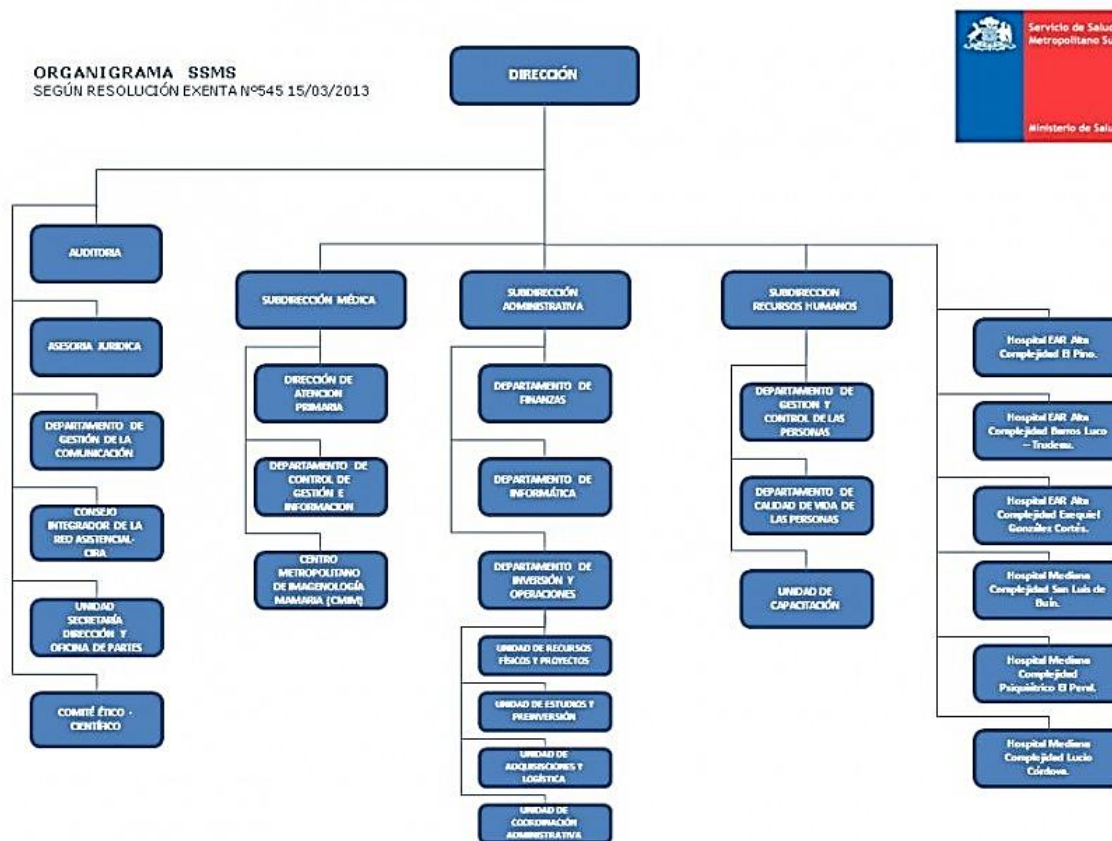 ORGANIGRAMA SSMS
SEGÚN RESOLUCIÓN EXENTA Nº545 15/03/2013
DIRECCIÓN
Servicio de Salud
Metropolitano Su
Ministerio de Salu
AUDITORIA
ASESORIA JURIDICA
DEPARTAMENTO DE
GESTIÓN DE LA
COMUNICACIÓN
CONSEJO
INTEGRADOR DE LA
RED ASISTENCIAL-
CIRA
UNIDAD
SECRETARÍA
DIRECCIÓN Y
OFICINA DE PARTES
COMITÉ ÉTICO -
CIENTÍFICO
SUBDIRECCIÓN MÉDICA
DIRECCIÓN DE
ATENCION
PRIMARIA
DEPARTAMENTO DE
CONTROL DE
GESTIÓN E
INFORMACION
CENTRO
METROPOLITANO
DE IMAGENOLOGÍA
MAMARIA (CMIM)
SUBDIRECCIÓN
ADMINISTRATIVA
DEPARTAMENTO DE
FINANZAS
DEPARTAMENTO DE
INFORMÁTICA
DEPARTAMENTO DE
INVERSIÓN Y
OPERACIONES
UNIDAD DE RECURSOS
FÍSICOS Y PROYECTOS
UNIDAD DE ESTUDIOS Y
PREINVERSIÓN
UNIDAD DE
ADQUISICIONES Y
LOGÍSTICA
UNIDAD DE
COORDINACIÓN
ADMINISTRATIVA
SUBDIRECCION
RECURSOS HUMANOS
DEPARTAMENTO DE
GESTION Y
CONTROL DE LAS
PERSONAS
DEPARTAMENTO DE
CALIDAD DE VIDA DE
LAS PERSONAS
UNIDAD DE
CAPACITACIÓN
Hospital EAR Alta
Complejidad El Pino.
Hospital EAR Alta
Complejidad Barros Luco
– Trudeau.
Hospital EAR Alta
Complejidad Exequiel
González Cortés.
Hospital Mediana
Complejidad San Luis de
Buin.
Hospital Mediana
Complejidad
Psiquiátrico El Peral.
Hospital Mediana
Complejidad Lucio
Córdova.